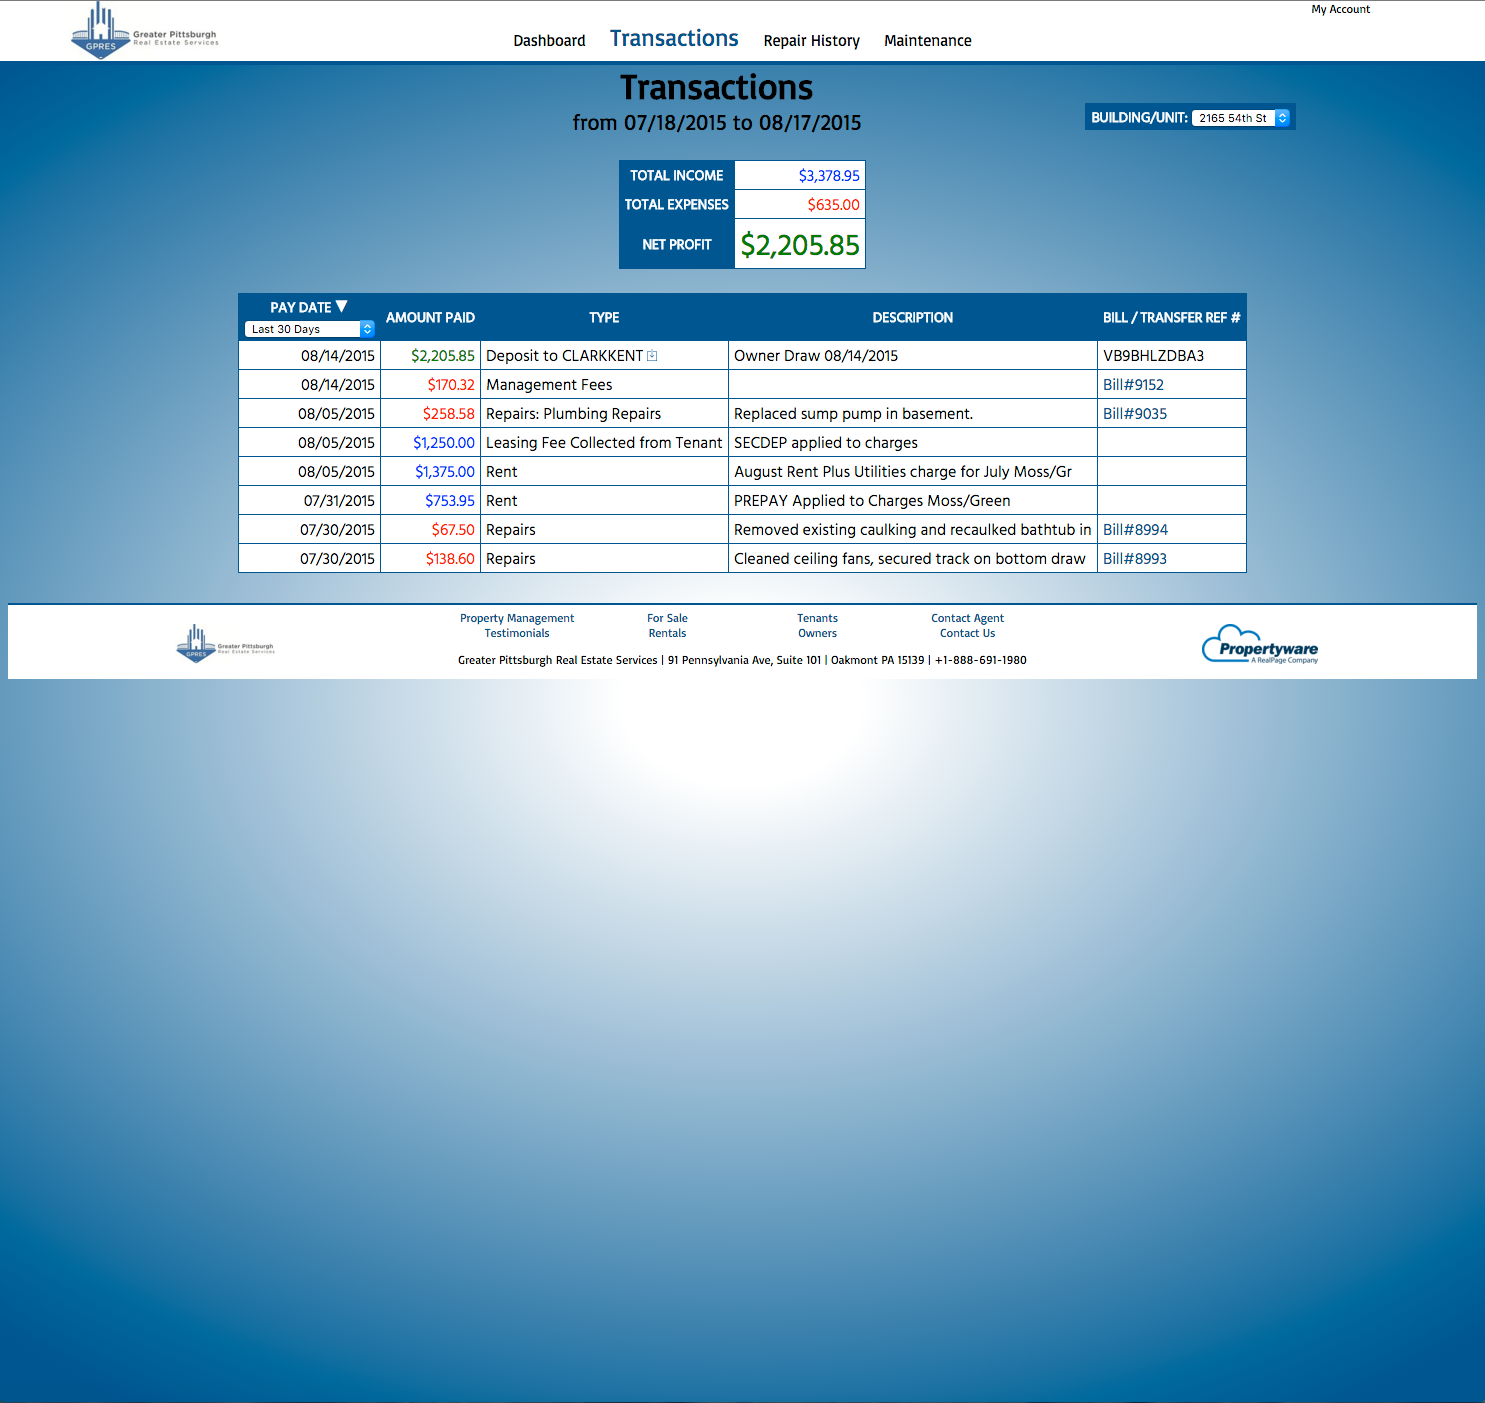 My Account
GPRES
Greater Pittsburgh
Real Estate Services
Dashboard Transactions Repair History Maintenance
Transactions
from 07/18/2015 to 08/17/2015
BUILDING/UNIT: 2165 54th St
TOTAL INCOME $3,378.95
TOTAL EXPENSES $635.00
NET PROFIT $2,205.85
PAY DATE ▼ AMOUNT PAID TYPE DESCRIPTION BILL / TRANSFER REF #
Last 30 Days
08/14/2015 $2,205.85 Deposit to CLARKKENT Owner Draw 08/14/2015 VB9BHLZDBA3
08/14/2015 $170.32 Management Fees Bill#9152
08/05/2015 $258.58 Repairs: Plumbing Repairs Replaced sump pump in basement. Bill#9035
08/05/2015 $1,250.00 Leasing Fee Collected from Tenant SECDEP applied to charges
08/05/2015 $1,375.00 Rent August Rent Plus Utilities charge for July Moss/Gr
07/31/2015 $753.95 Rent PREPAY Applied to Charges Moss/Green
07/30/2015 $67.50 Repairs Removed existing caulking and recaulked bathtub in Bill#8994
07/30/2015 $138.60 Repairs Cleaned ceiling fans, secured track on bottom draw Bill#8993
GPRES
Greater Pittsburgh
Real Estate Services
Property Management For Sale Tenants Contact Agent
Testimonials Rentals Owners Contact Us
Greater Pittsburgh Real Estate Services | 91 Pennsylvania Ave, Suite 101 | Oakmont PA 15139 | +1-888-691-1980
Propertyware
A RealPage Company